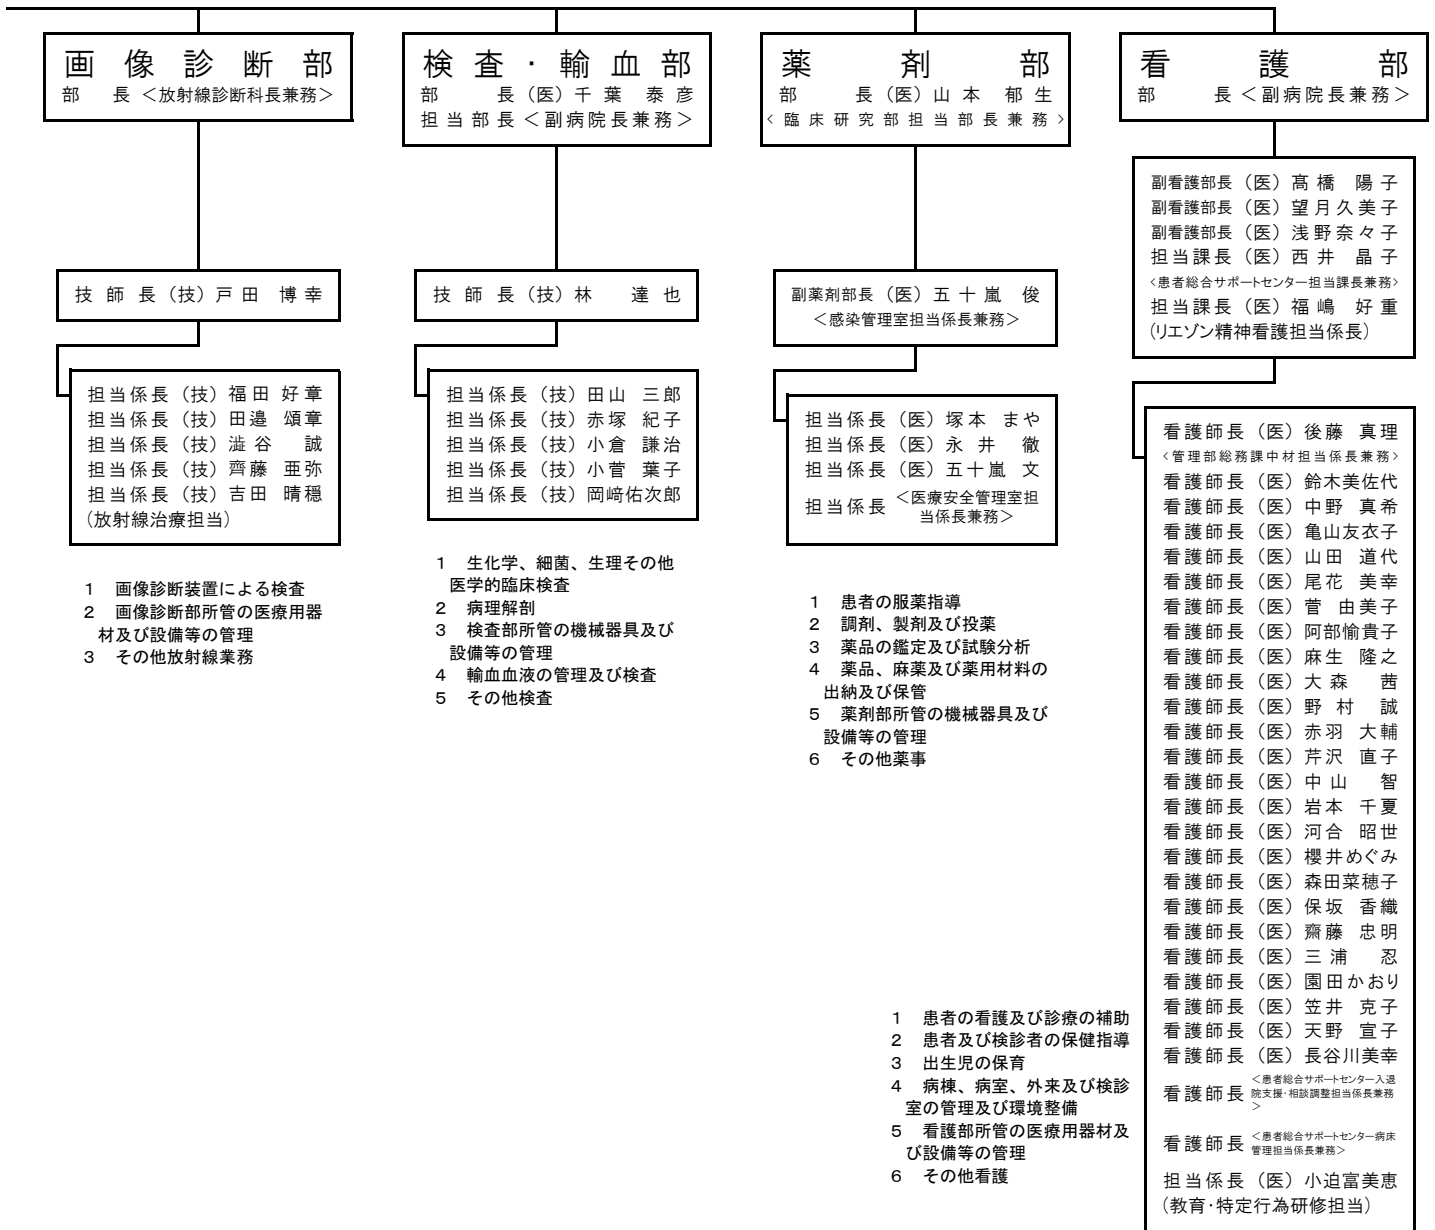 画像診断部
部　長＜放射線診断科長兼務＞
技師長（技）戸田　博幸
担当係長（技）福田 好章
担当係長（技）田邉 頌章
担当係長（技）澁谷　誠
担当係長（技）齊藤 亜弥
担当係長（技）吉田 晴穏
(放射線治療担当)
1　画像診断装置による検査
2　画像診断部所管の医療用器
材及び設備等の管理
3　その他放射線業務
検査・輸血部
部　長（医）千葉　泰彦
担当部長＜副病院長兼務＞
技師長（技）林　達也
担当係長（技）田山 三郎
担当係長（技）赤塚 紀子
担当係長（技）小倉 謙治
担当係長（技）小菅 葉子
担当係長（技）岡﨑佑次郎
1　生化学、細菌、生理その他
医学的臨床検査
2　病理解剖
3　検査部所管の機械器具及び
設備等の管理
4　輸血血液の管理及び検査
5　その他検査
薬剤部
部　長（医）山本　郁生
＜臨床研究部担当部長兼務＞
副薬剤部長（医）五十嵐　俊
＜感染管理室担当係長兼務＞
担当係長（医）塚本 まや
担当係長（医）永井　徹
担当係長（医）五十嵐 文
担当係長＜医療安全管理室担
当係長兼務＞
1　患者の服薬指導
2　調剤、製剤及び投薬
3　薬品の鑑定及び試験分析
4　薬品、麻薬及び薬用材料の
出納及び保管
5　薬剤部所管の機械器具及び
設備等の管理
6　その他薬事
看護部
部　長＜副病院長兼務＞
副看護部長（医）髙橋　陽子
副看護部長（医）望月久美子
副看護部長（医）浅野奈々子
担当課長（医）西井　晶子
＜患者総合サポートセンター担当課長兼務＞
担当課長（医）福嶋　好重
(リエゾン精神看護担当係長)
看護師長（医）後藤 真理
＜管理部総務課中材担当係長兼務＞
看護師長（医）鈴木美佐代
看護師長（医）中野 真希
看護師長（医）亀山友衣子
看護師長（医）山田 道代
看護師長（医）尾花 美幸
看護師長（医）菅 由美子
看護師長（医）阿部愉貴子
看護師長（医）麻生 隆之
看護師長（医）大森　茜
看護師長（医）野村　誠
看護師長（医）赤羽 大輔
看護師長（医）芹沢 直子
看護師長（医）中山　智
看護師長（医）岩本 千夏
看護師長（医）河合 昭世
看護師長（医）櫻井めぐみ
看護師長（医）森田菜穂子
看護師長（医）保坂 香織
看護師長（医）齋藤 忠明
看護師長（医）三浦　忍
看護師長（医）園田かおり
看護師長（医）笠井 克子
看護師長（医）天野 宣子
看護師長（医）長谷川美幸
看護師長＜患者総合サポートセンター入退
院支援・相談調整担当係長兼務
＞
看護師長＜患者総合サポートセンター病床
管理担当係長兼務＞
担当係長（医）小迫富美恵
(教育・特定行為研修担当)
1　患者の看護及び診療の補助
2　患者及び検診者の保健指導
3　出生児の保育
4　病棟、病室、外来及び検診
室の管理及び環境整備
5　看護部所管の医療用器材及
び設備等の管理
6　その他看護